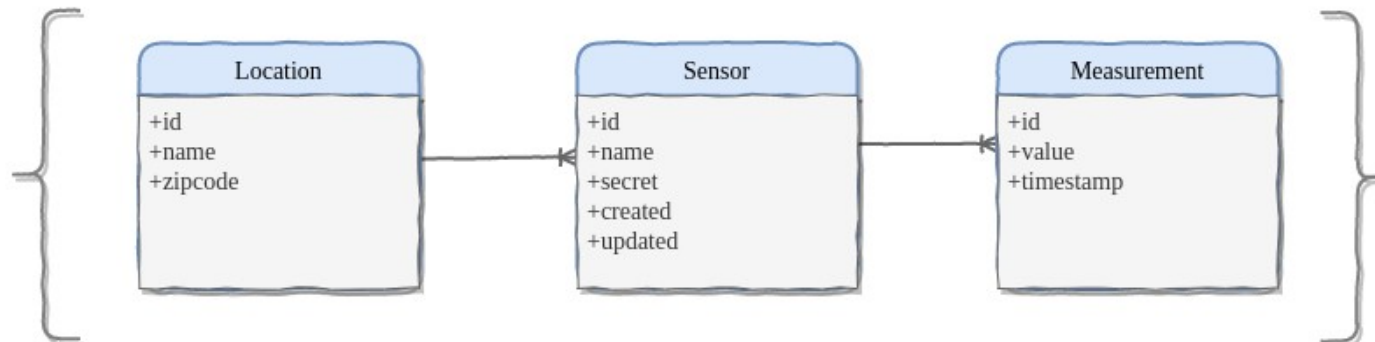 Location
+id
+name
+zipcode
Sensor
+id
+name
+secret
+created
+updated
Measurement
+id
+value
+timestamp